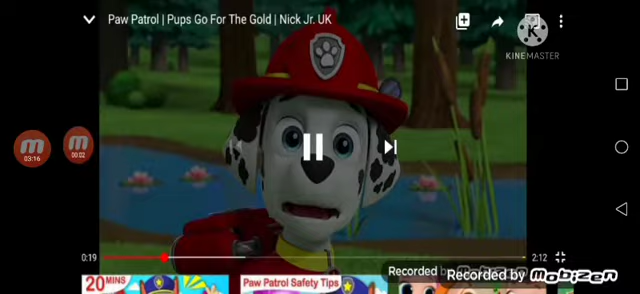 Paw Patrol | Pups Go For The Gold | Nick Jr. UK
K
KINEMASTER
m
03:16
m
00:02
0:19
2:12
Recorded by
Recorded by mobizen
20 MINS
Paw Patrol Safety Tips